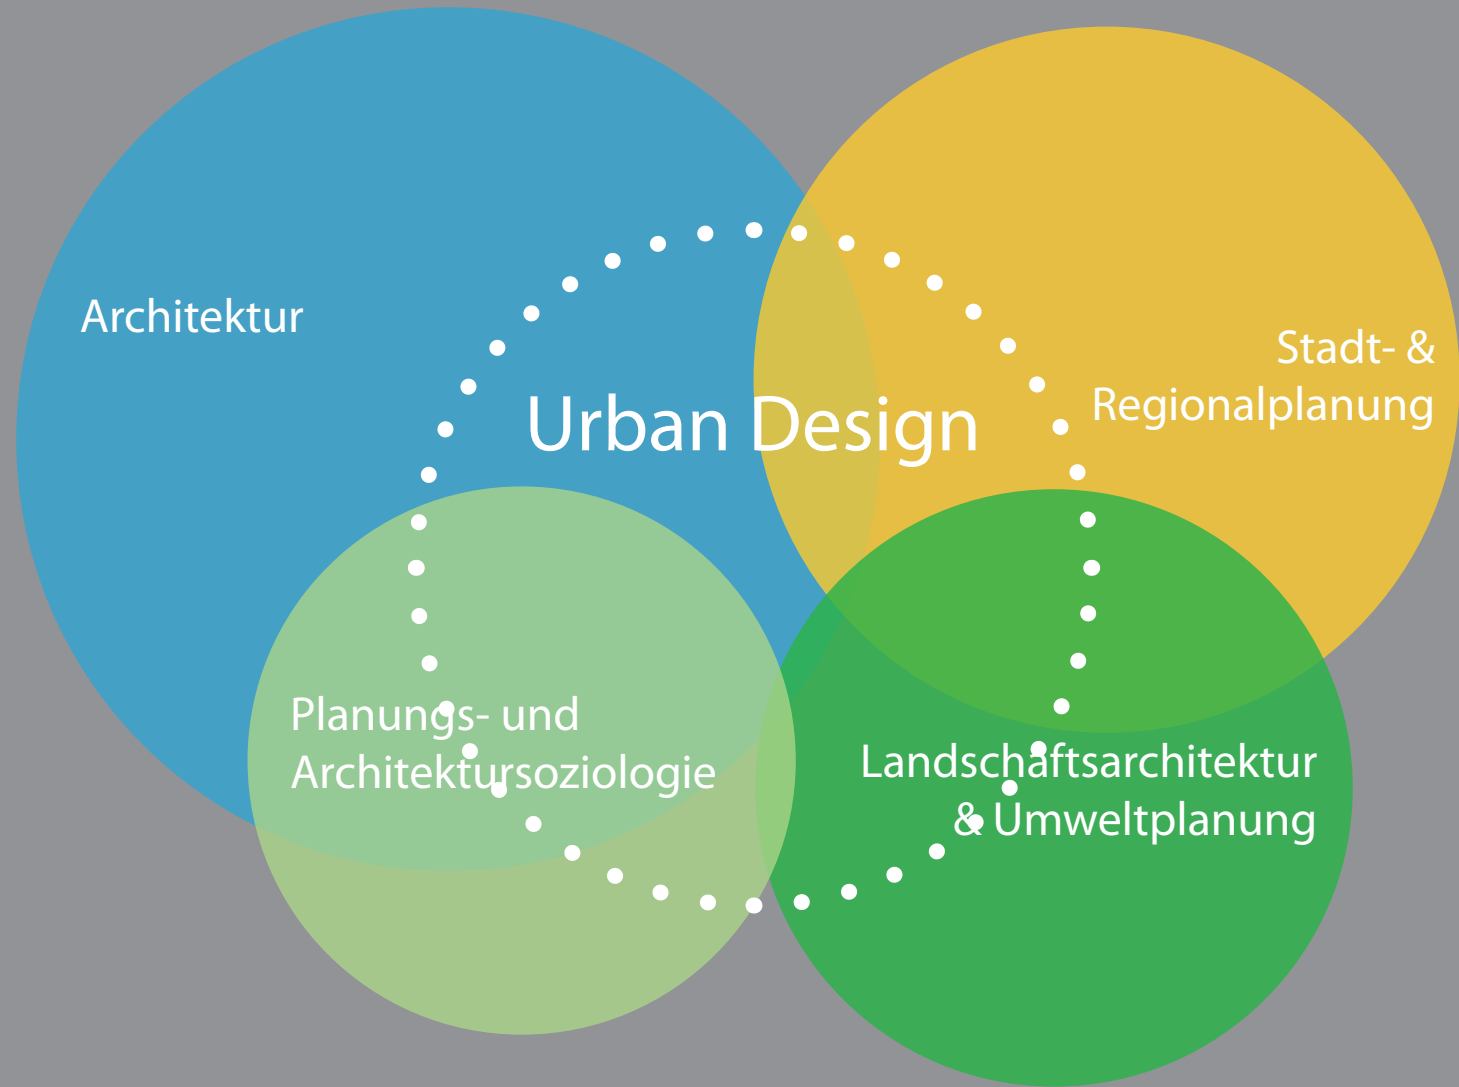 Architektur
Stadt- &
Regionalplanung
Urban Design
Planungs- und
Architektursoziologie
Landschaftsarchitektur
& Umweltplanung